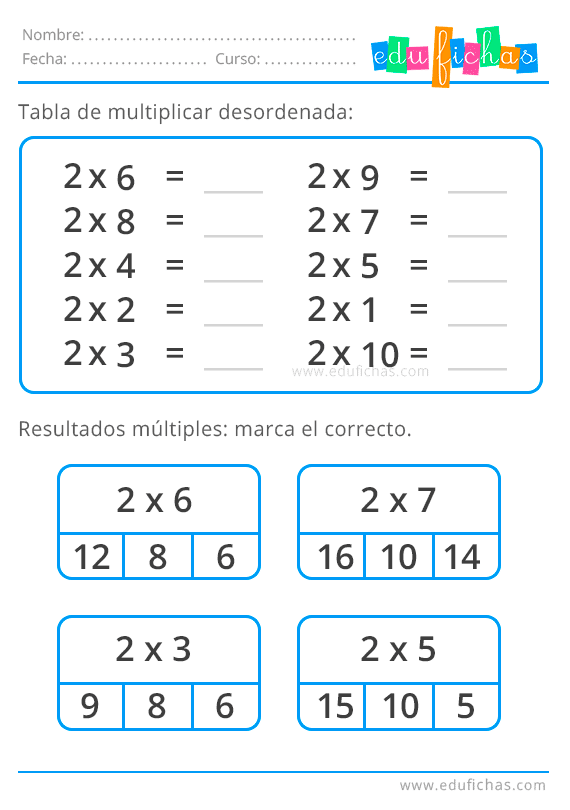 Nombre: ............................................
Fecha: .................... Curso: ................
edufichas
Tabla de multiplicar desordenada:
2 x 6 = ____ 2 x 9 = ____
2 x 8 = ____ 2 x 7 = ____
2 x 4 = ____ 2 x 5 = ____
2 x 2 = ____ 2 x 1 = ____
2 x 3 = ____ 2 x 10 = ____
www.edufichas.com
Resultados múltiples: marca el correcto.
2 x 6
12 8 6
2 x 7
16 10 14
2 x 3
9 8 6
2 x 5
15 10 5
www.edufichas.com